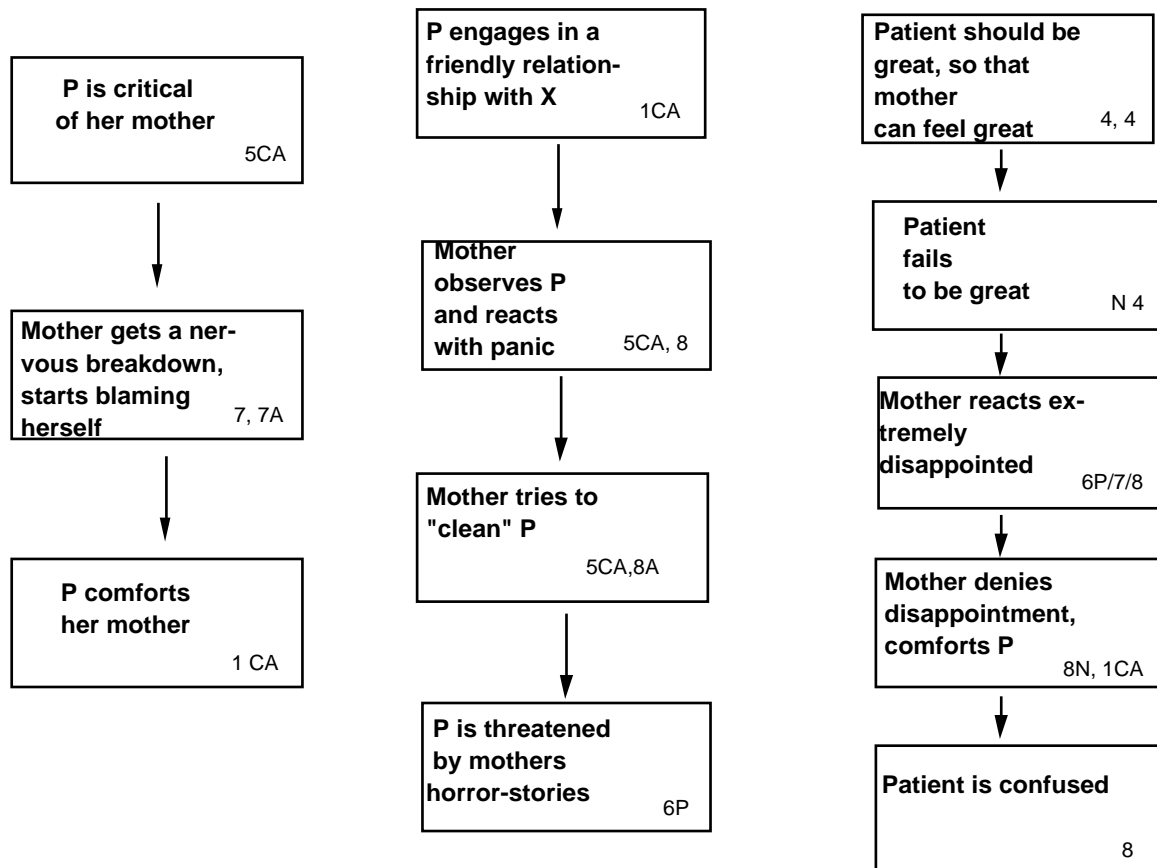 P is critical
of her mother
5CA
Mother gets a ner-
vous breakdown,
starts blaming
herself
7, 7A
P comforts
her mother
1 CA
P engages in a
friendly relation-
ship with X
1CA
Mother
observes P
and reacts
with panic
5CA, 8
Mother tries to
"clean" P
5CA,8A
P is threatened
by mothers
horror-stories
6P
Patient should be
great, so that
mother
can feel great
4, 4
Patient
fails
to be great
N 4
Mother reacts ex-
tremely
disappointed
6P/7/8
Mother denies
disappointment,
comforts P
8N, 1CA
Patient is confused
8